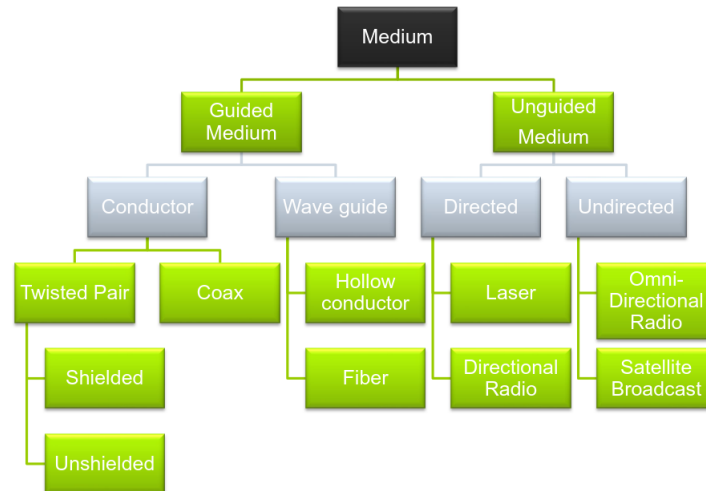 Medium
Guided
Medium
Unguided
Medium
Conductor
Wave guide
Directed
Undirected
Twisted Pair
Coax
Hollow
conductor
Laser
Omni-
Directional
Radio
Shielded
Fiber
Directional
Radio
Satellite
Broadcast
Unshielded